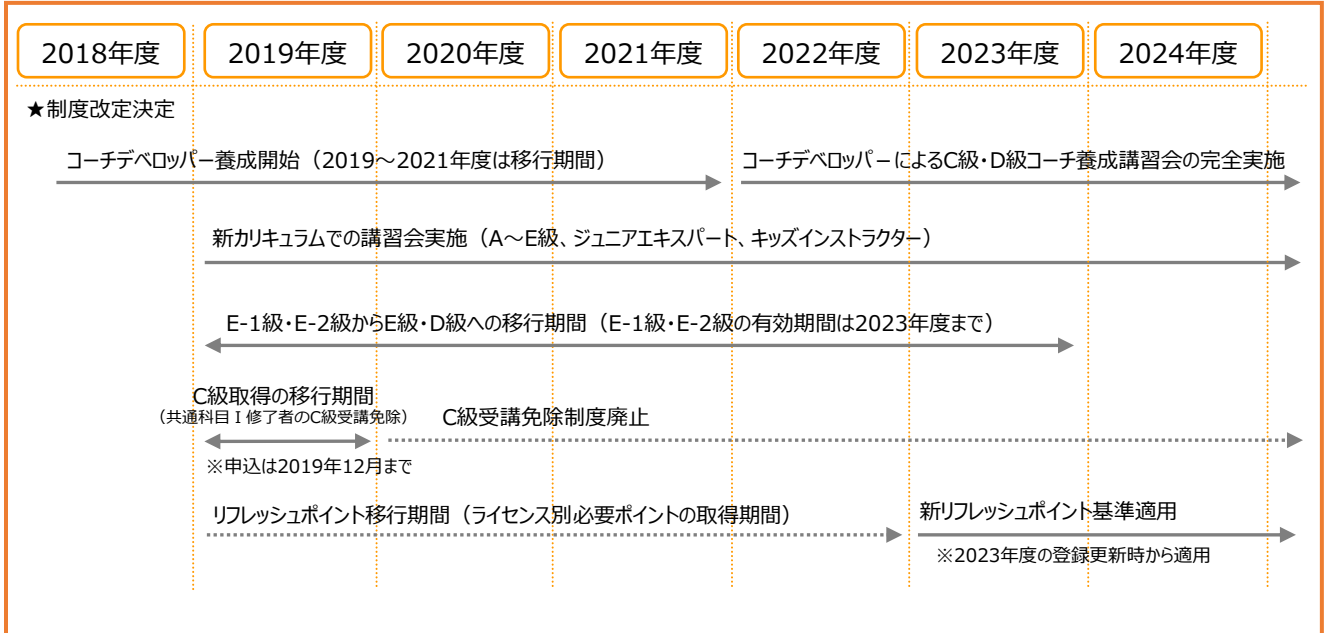 2018年度 2019年度 2020年度 2021年度 2022年度 2023年度 2024年度
★制度改定決定
コーチデベロッパー養成開始（2019～2021年度は移行期間） コーチデベロッパーによるC級・D級コーチ養成講習会の完全実施
新カリキュラムでの講習会実施（A～E級、ジュニアエキスパート、キッズインストラクター）
E-1級・E-2級からE級・D級への移行期間（E-1級・E-2級の有効期間は2023年度まで）
C級取得の移行期間
（共通科目Ⅰ修了者のC級受講免除） C級受講免除制度廃止
※申込は2019年12月まで
リフレッシュポイント移行期間（ライセンス別必要ポイントの取得期間） 新リフレッシュポイント基準適用
※2023年度の登録更新時から適用